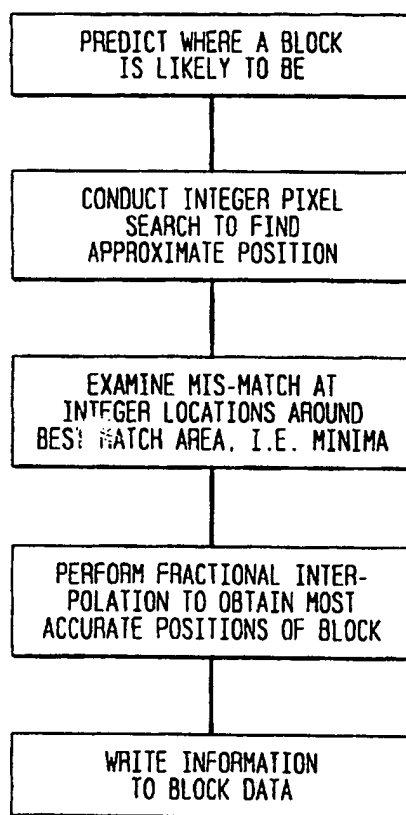 PREDICT WHERE A BLOCK
IS LIKELY TO BE
CONDUCT INTEGER PIXEL
SEARCH TO FIND
APPROXIMATE POSITION
EXAMINE MIS-MATCH AT
INTEGER LOCATIONS AROUND
BEST MATCH AREA, I.E. MINIMA
PERFORM FRACTIONAL INTER-
POLATION TO OBTAIN MOST
ACCURATE POSITIONS OF BLOCK
WRITE INFORMATION
TO BLOCK DATA